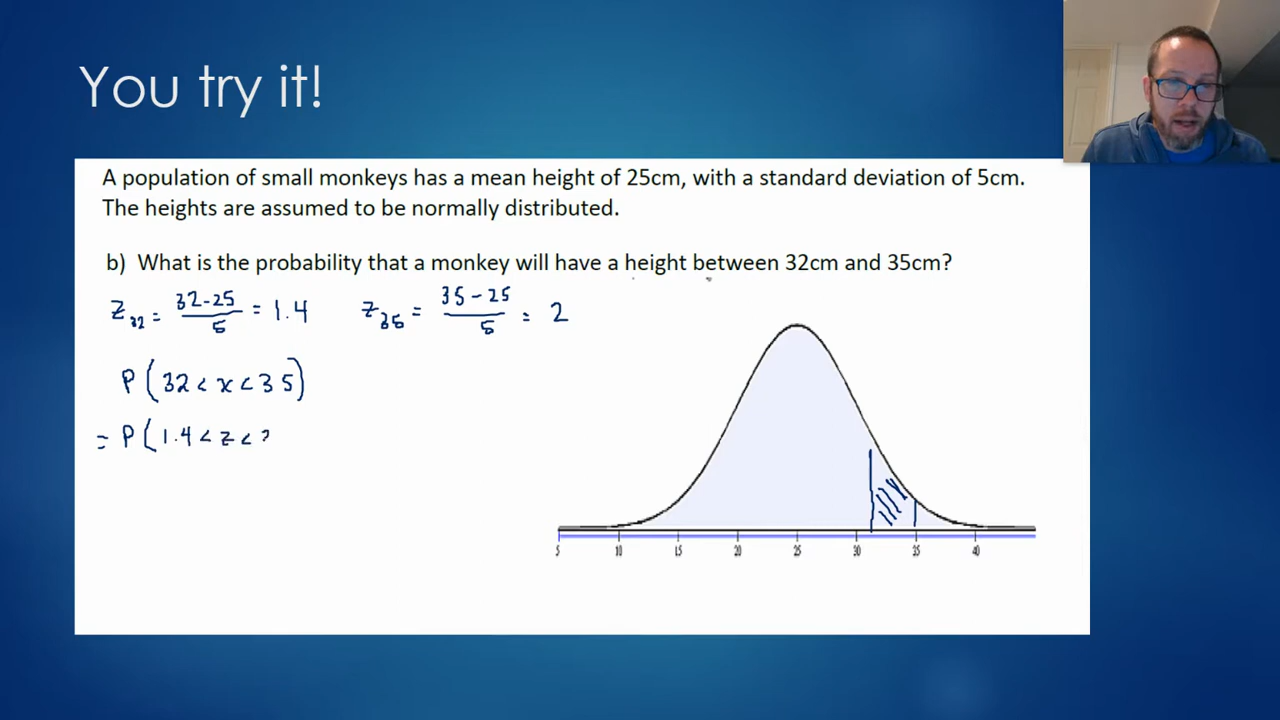 You try it!
A population of small monkeys has a mean height of 25cm, with a standard deviation of 5cm.
The heights are assumed to be normally distributed.
b) What is the probability that a monkey will have a height between 32cm and 35cm?
z₃₂ = (32-25)/5 = 1.4 z₃₅ = (35-25)/5 = 2
P(32 < x < 35)
= P(1.4 < z <
5 10 15 20 25 30 35 40